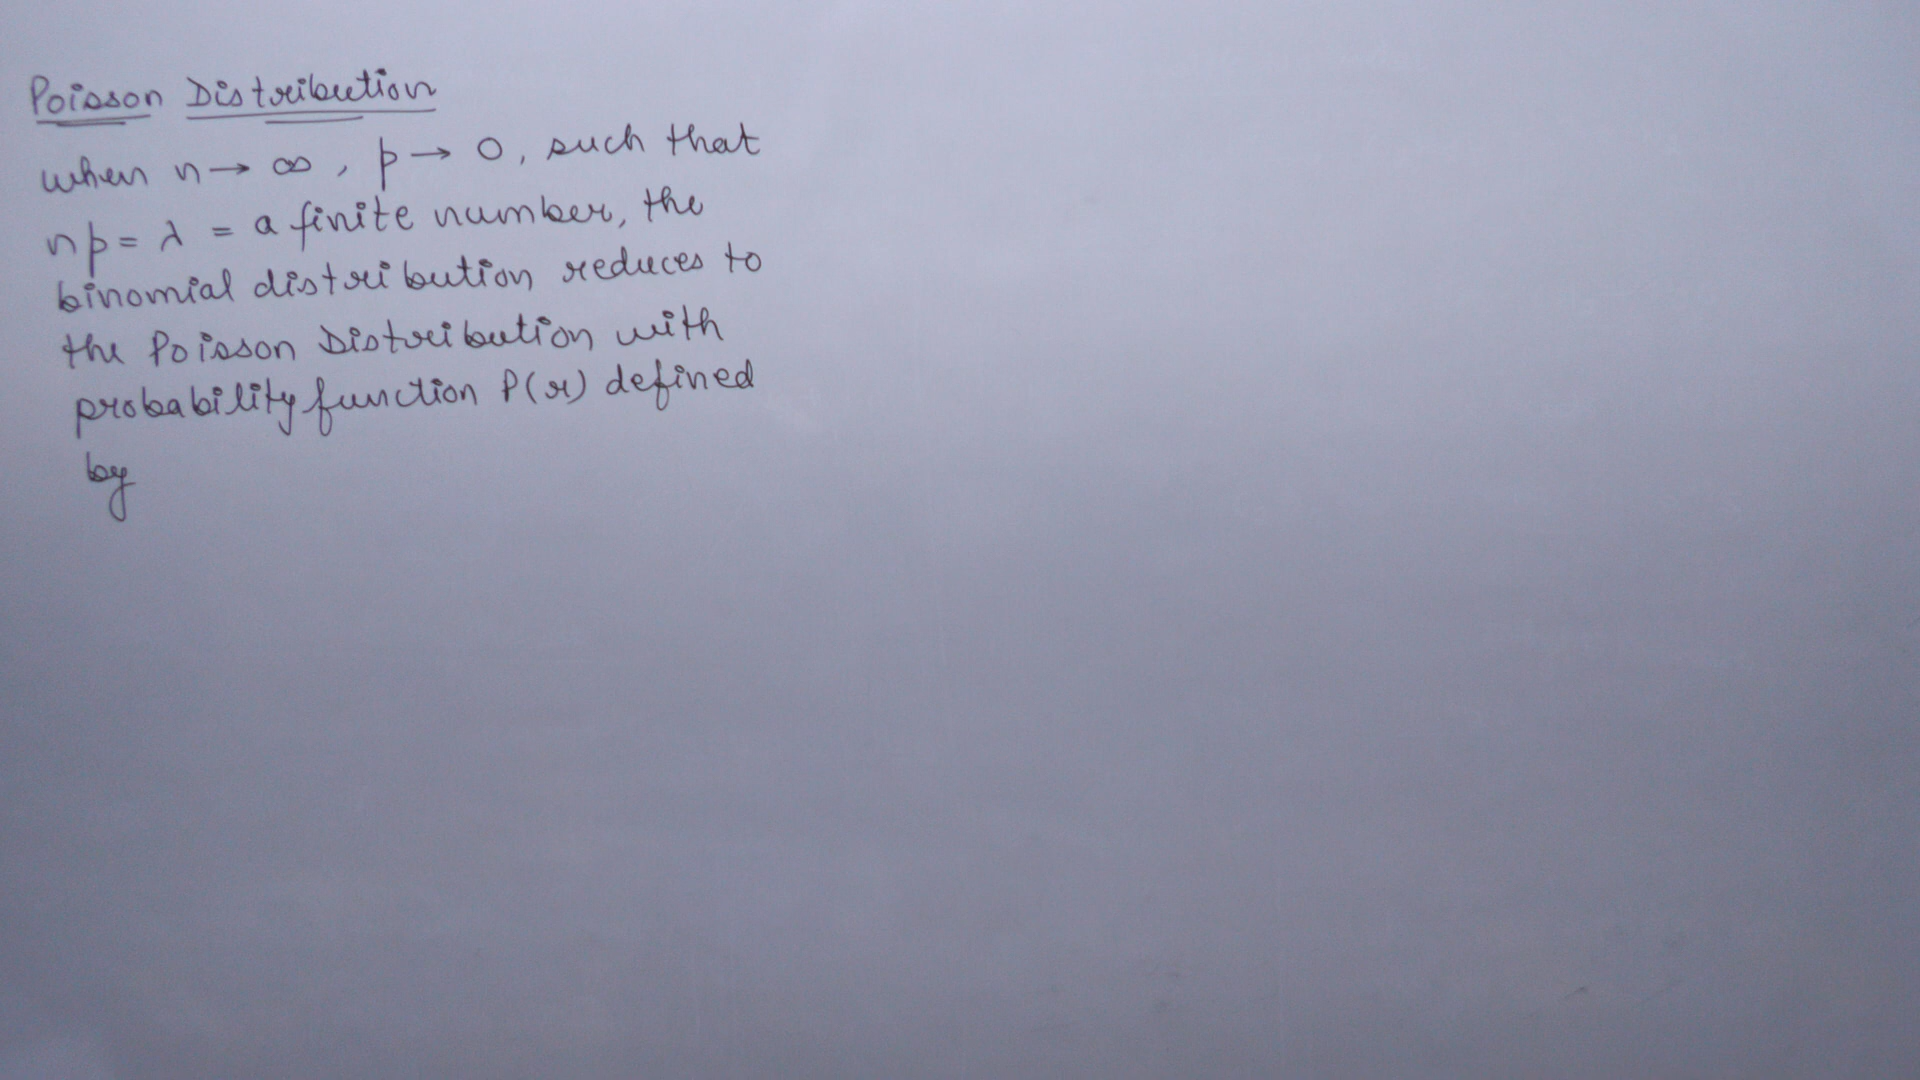 Poisson Distribution
when n → ∞, p → 0, such that
np = λ = a finite number, the
binomial distribution reduces to
the Poisson Distribution with
probability function P(r) defined
by